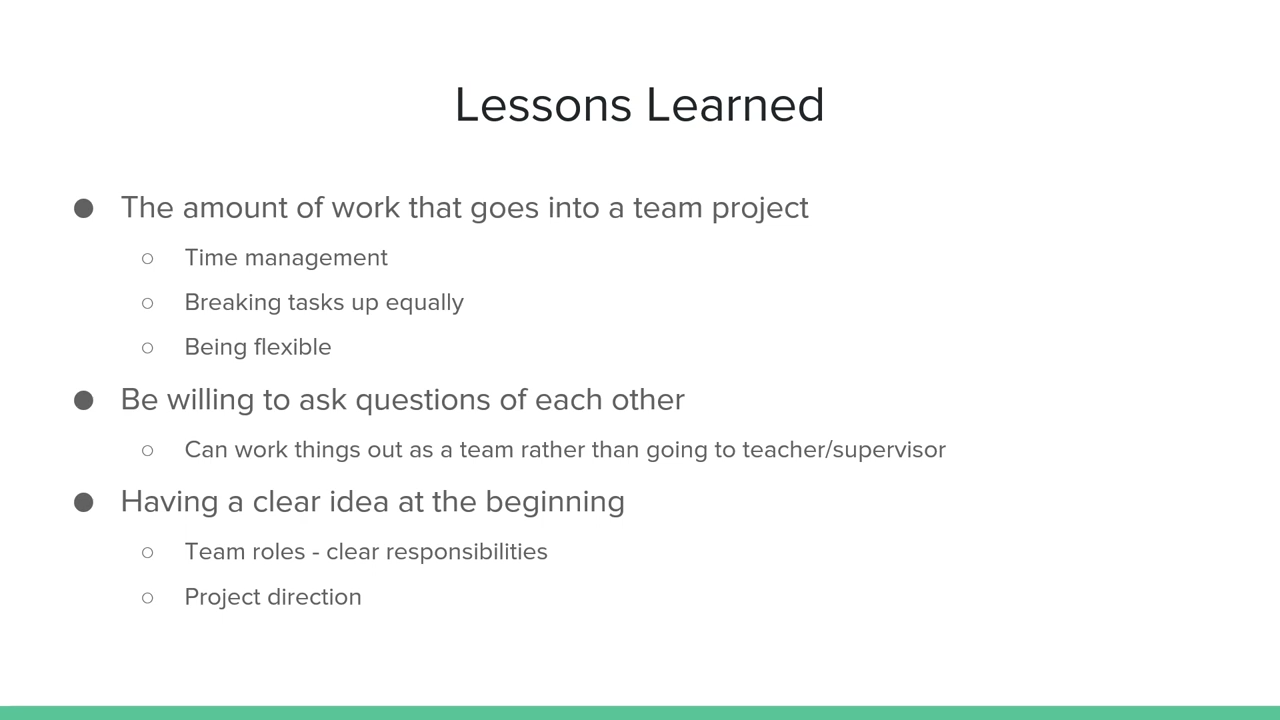 Lessons Learned
● The amount of work that goes into a team project
○ Time management
○ Breaking tasks up equally
○ Being flexible
● Be willing to ask questions of each other
○ Can work things out as a team rather than going to teacher/supervisor
● Having a clear idea at the beginning
○ Team roles - clear responsibilities
○ Project direction